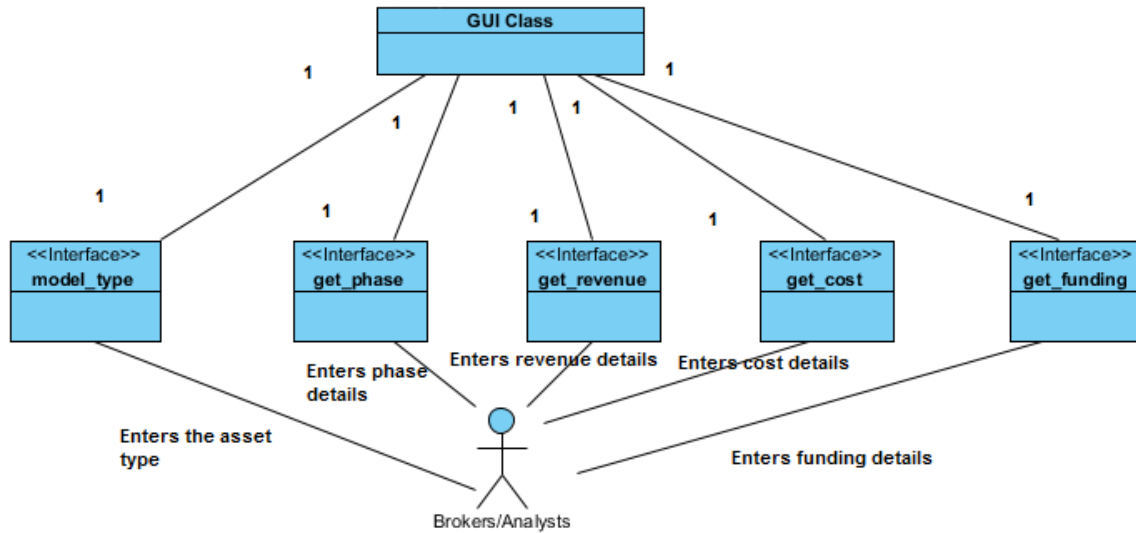 GUI Class
1
1
1
1
1
1
1
1
1
1
<<Interface>>
model_type
<<Interface>>
get_phase
<<Interface>>
get_revenue
<<Interface>>
get_cost
<<Interface>>
get_funding
Enters phase
details
Enters revenue details
Enters cost details
Enters the asset
type
Enters funding details
Brokers/Analysts